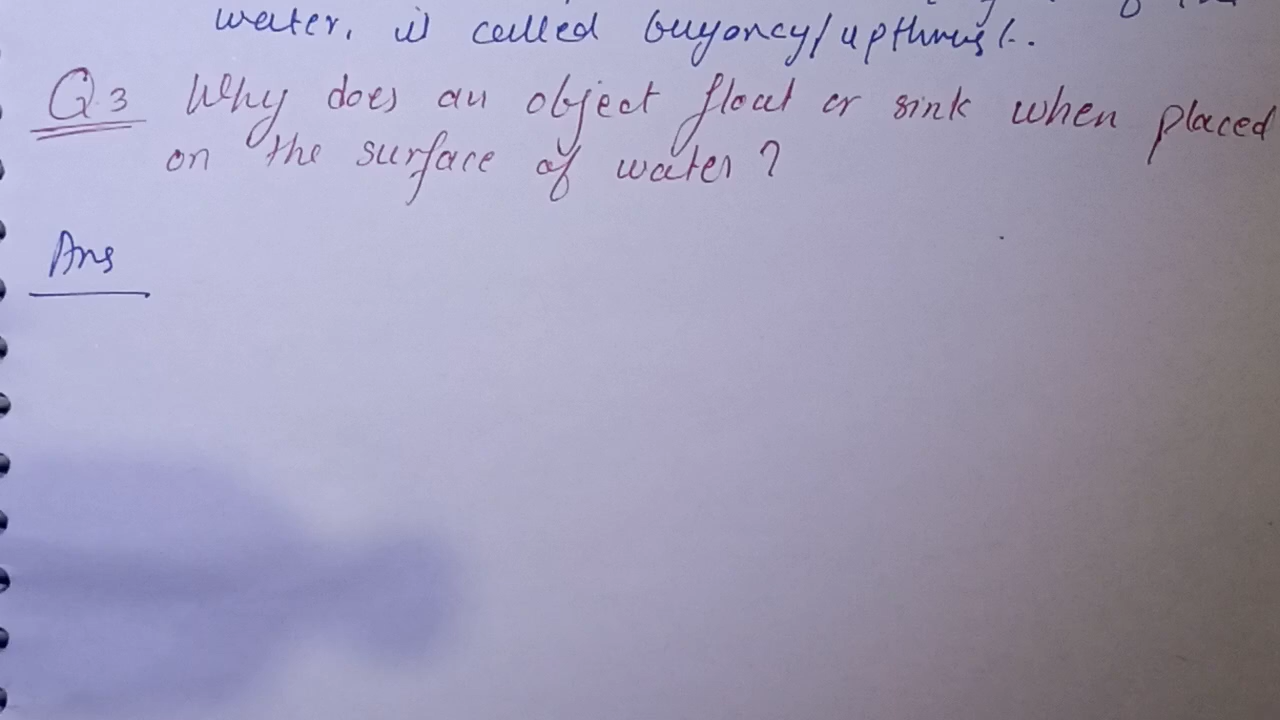 water, is called buyoncy/upthrust.
Q3 Why does an object float or sink when placed
on the surface of water?
Ans